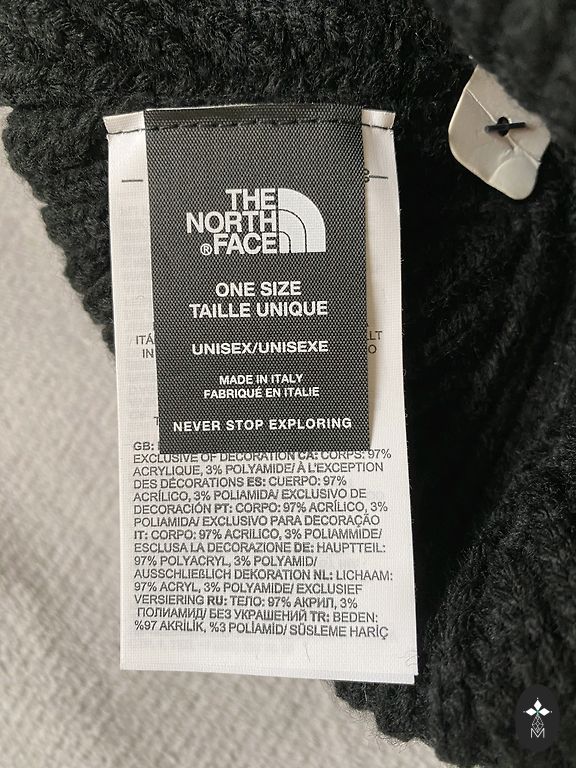 THE
NORTH
®FACE
ONE SIZE
TAILLE UNIQUE
UNISEX/UNISEXE
MADE IN ITALY
FABRIQUÉ EN ITALIE
NEVER STOP EXPLORING
GB:
EXCLUSIVE OF DECORATION CA: CORPS: 97%
ACRYLIQUE, 3% POLYAMIDE/ À L'EXCEPTION
DES DÉCORATIONS ES: CUERPO: 97%
ACRÍLICO, 3% POLIAMIDA/ EXCLUSIVO DE
DECORACIÓN PT: CORPO: 97% ACRÍLICO, 3%
POLIAMIDA/ EXCLUSIVO PARA DECORAÇÃO
IT: CORPO: 97% ACRILICO, 3% POLIAMMIDE/
ESCLUSA LA DECORAZIONE DE: HAUPTTEIL:
97% POLYACRYL, 3% POLYAMID/
AUSSCHLIEßLICH DEKORATION NL: LICHAAM:
97% ACRYL, 3% POLYAMIDE/ EXCLUSIEF
VERSIERING RU: ТЕЛО: 97% АКРИЛ, 3%
ПОЛИАМИД/ БЕЗ УКРАШЕНИЙ TR: BEDEN:
%97 AKRİLİK, %3 POLİAMİD/ SÜSLEME HARİÇ